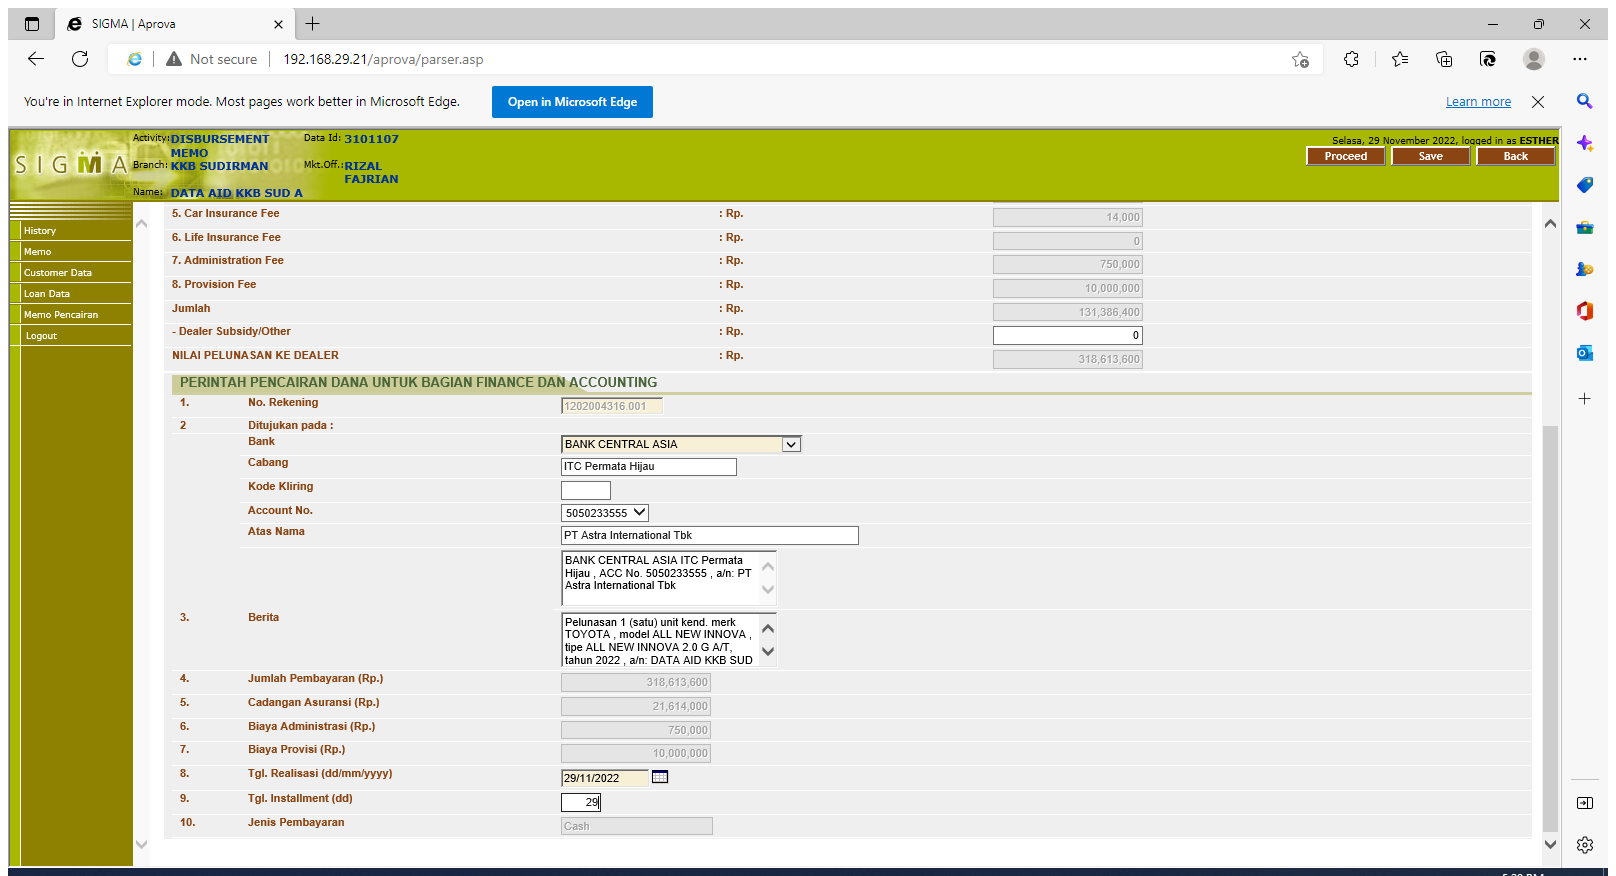 SIGMA | Aprova
Not secure
192.168.29.21/aprova/parser.asp
You're in Internet Explorer mode. Most pages work better in Microsoft Edge.
Open in Microsoft Edge
Learn more
SIGMA
Activity: DISBURSEMENT MEMO
Data Id: 3101107
Branch: KKB SUDIRMAN
Mkt.Off.: RIZAL FAJRIAN
Name: DATA AID KKB SUD A
Selasa, 29 November 2022, logged in as ESTHER
Proceed Save Back
History
Memo
Customer Data
Loan Data
Memo Pencairan
Logout
5. Car Insurance Fee : Rp. 14,000
6. Life Insurance Fee : Rp. 0
7. Administration Fee : Rp. 750,000
8. Provision Fee : Rp. 10,000,000
Jumlah : Rp. 131,386,400
- Dealer Subsidy/Other : Rp. 0
NILAI PELUNASAN KE DEALER : Rp. 318,613,600
PERINTAH PENCAIRAN DANA UNTUK BAGIAN FINANCE DAN ACCOUNTING
1. No. Rekening 1202004316.001
2 Ditujukan pada :
Bank BANK CENTRAL ASIA
Cabang ITC Permata Hijau
Kode Kliring
Account No. 5050233555
Atas Nama PT Astra International Tbk
BANK CENTRAL ASIA ITC Permata
Hijau , ACC No. 5050233555 , a/n: PT
Astra International Tbk
3. Berita Pelunasan 1 (satu) unit kend. merk
TOYOTA , model ALL NEW INNOVA ,
tipe ALL NEW INNOVA 2.0 G A/T,
tahun 2022 , a/n: DATA AID KKB SUD
4. Jumlah Pembayaran (Rp.) 318,613,600
5. Cadangan Asuransi (Rp.) 21,614,000
6. Biaya Administrasi (Rp.) 750,000
7. Biaya Provisi (Rp.) 10,000,000
8. Tgl. Realisasi (dd/mm/yyyy) 29/11/2022
9. Tgl. Installment (dd) 29
10. Jenis Pembayaran Cash